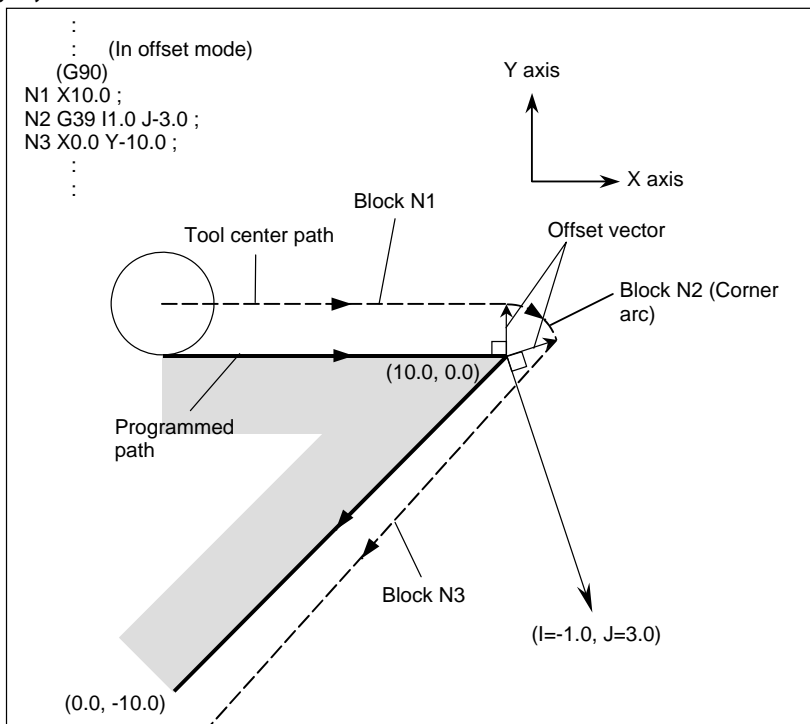 :
: (In offset mode)
(G90)
N1 X10.0 ;
N2 G39 I1.0 J-3.0 ;
N3 X0.0 Y-10.0 ;
:
:
Y axis
X axis
Block N1
Tool center path
Offset vector
Block N2 (Corner
arc)
(10.0, 0.0)
Programmed
path
Block N3
(I=-1.0, J=3.0)
(0.0, -10.0)